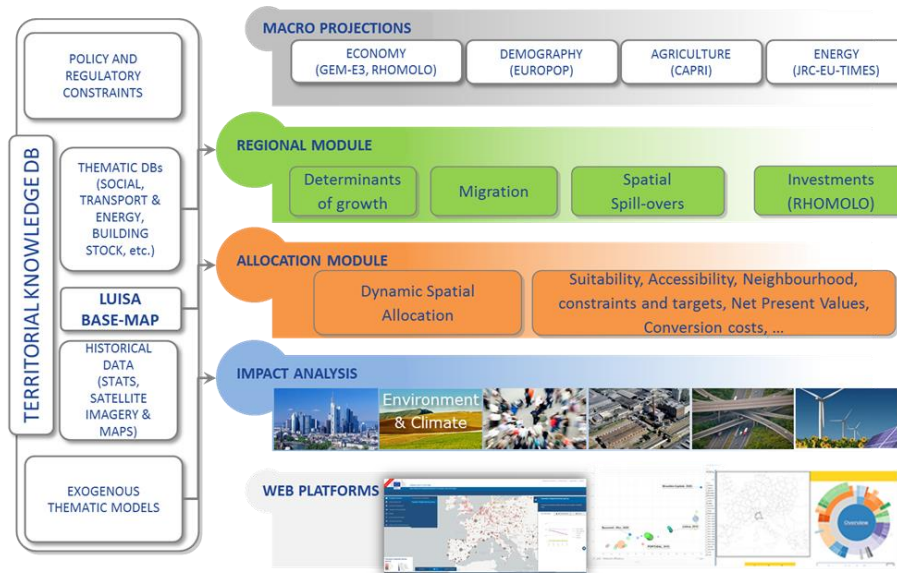 POLICY AND
REGULATORY
CONSTRAINTS
TERRITORIAL KNOWLEDGE DB
THEMATIC DBs
(SOCIAL,
TRANSPORT &
ENERGY,
BUILDING
STOCK, etc.)
LUISA
BASE-MAP
HISTORICAL
DATA
(STATS,
SATELLITE
IMAGERY &
MAPS)
EXOGENOUS
THEMATIC MODELS
MACRO PROJECTIONS
ECONOMY
(GEM-E3, RHOMOLO)
DEMOGRAPHY
(EUROPOP)
AGRICULTURE
(CAPRI)
ENERGY
(JRC-EU-TIMES)
REGIONAL MODULE
Determinants
of growth
Migration
Spatial
Spill-overs
Investments
(RHOMOLO)
ALLOCATION MODULE
Dynamic Spatial
Allocation
Suitability, Accessibility, Neighbourhood,
constraints and targets, Net Present Values,
Conversion costs, ...
IMPACT ANALYSIS
Environment
& Climate
WEB PLATFORMS
Overview